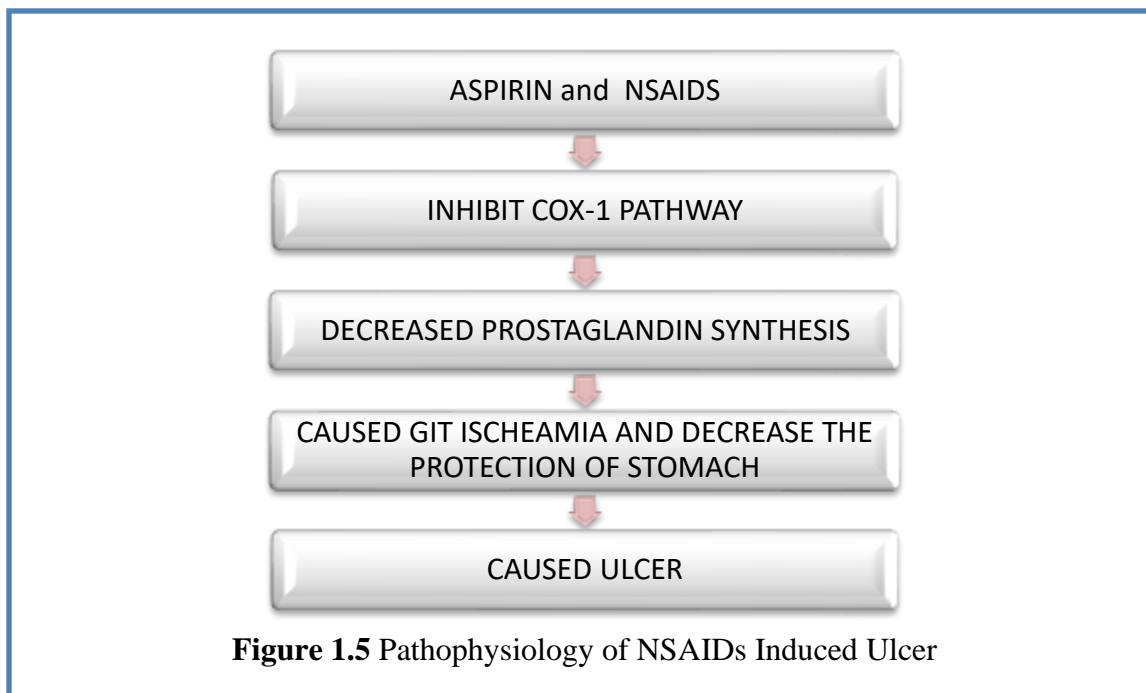 ASPIRIN and NSAIDS
INHIBIT COX-1 PATHWAY
DECREASED PROSTAGLANDIN SYNTHESIS
CAUSED GIT ISCHEAMIA AND DECREASE THE
PROTECTION OF STOMACH
CAUSED ULCER
Figure 1.5 Pathophysiology of NSAIDs Induced Ulcer